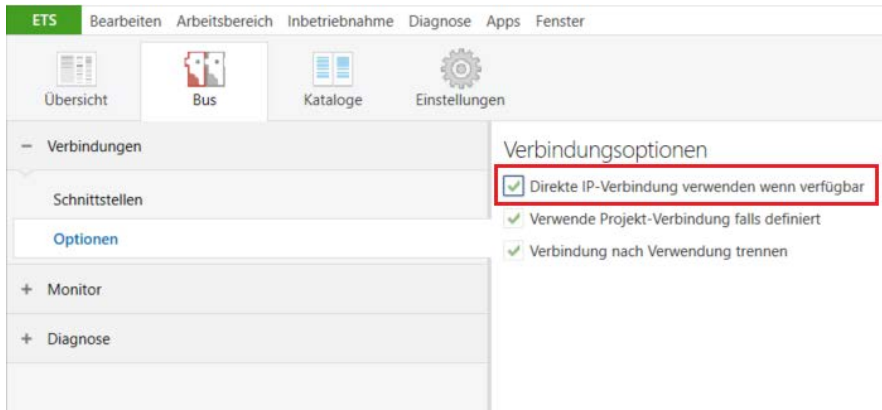 ETS Bearbeiten Arbeitsbereich Inbetriebnahme Diagnose Apps Fenster
Übersicht Bus Kataloge Einstellungen
− Verbindungen
Schnittstellen
Optionen
+ Monitor
+ Diagnose
Verbindungsoptionen
Direkte IP-Verbindung verwenden wenn verfügbar
Verwende Projekt-Verbindung falls definiert
Verbindung nach Verwendung trennen